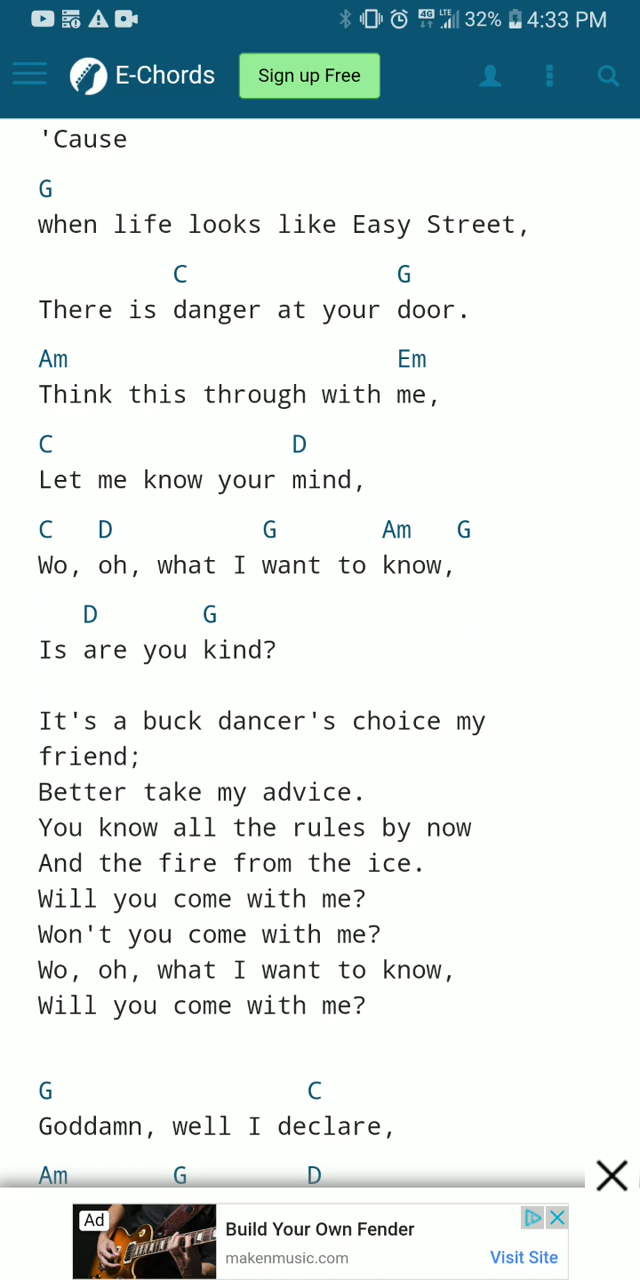 4G LTE 32% 4:33 PM
E-Chords Sign up Free
'Cause
G
when life looks like Easy Street,
C G
There is danger at your door.
Am Em
Think this through with me,
C D
Let me know your mind,
C D G Am G
Wo, oh, what I want to know,
D G
Is are you kind?
It's a buck dancer's choice my
friend;
Better take my advice.
You know all the rules by now
And the fire from the ice.
Will you come with me?
Won't you come with me?
Wo, oh, what I want to know,
Will you come with me?
G C
Goddamn, well I declare,
Am G D
Ad
Build Your Own Fender
makenmusic.com
Visit Site